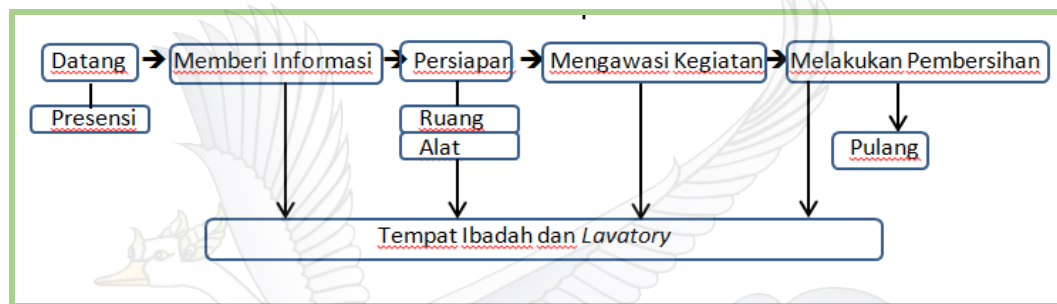 Datang
Memberi Informasi
Persiapan
Mengawasi Kegiatan
Melakukan Pembersihan
Presensi
Ruang
Alat
Pulang
Tempat Ibadah dan Lavatory